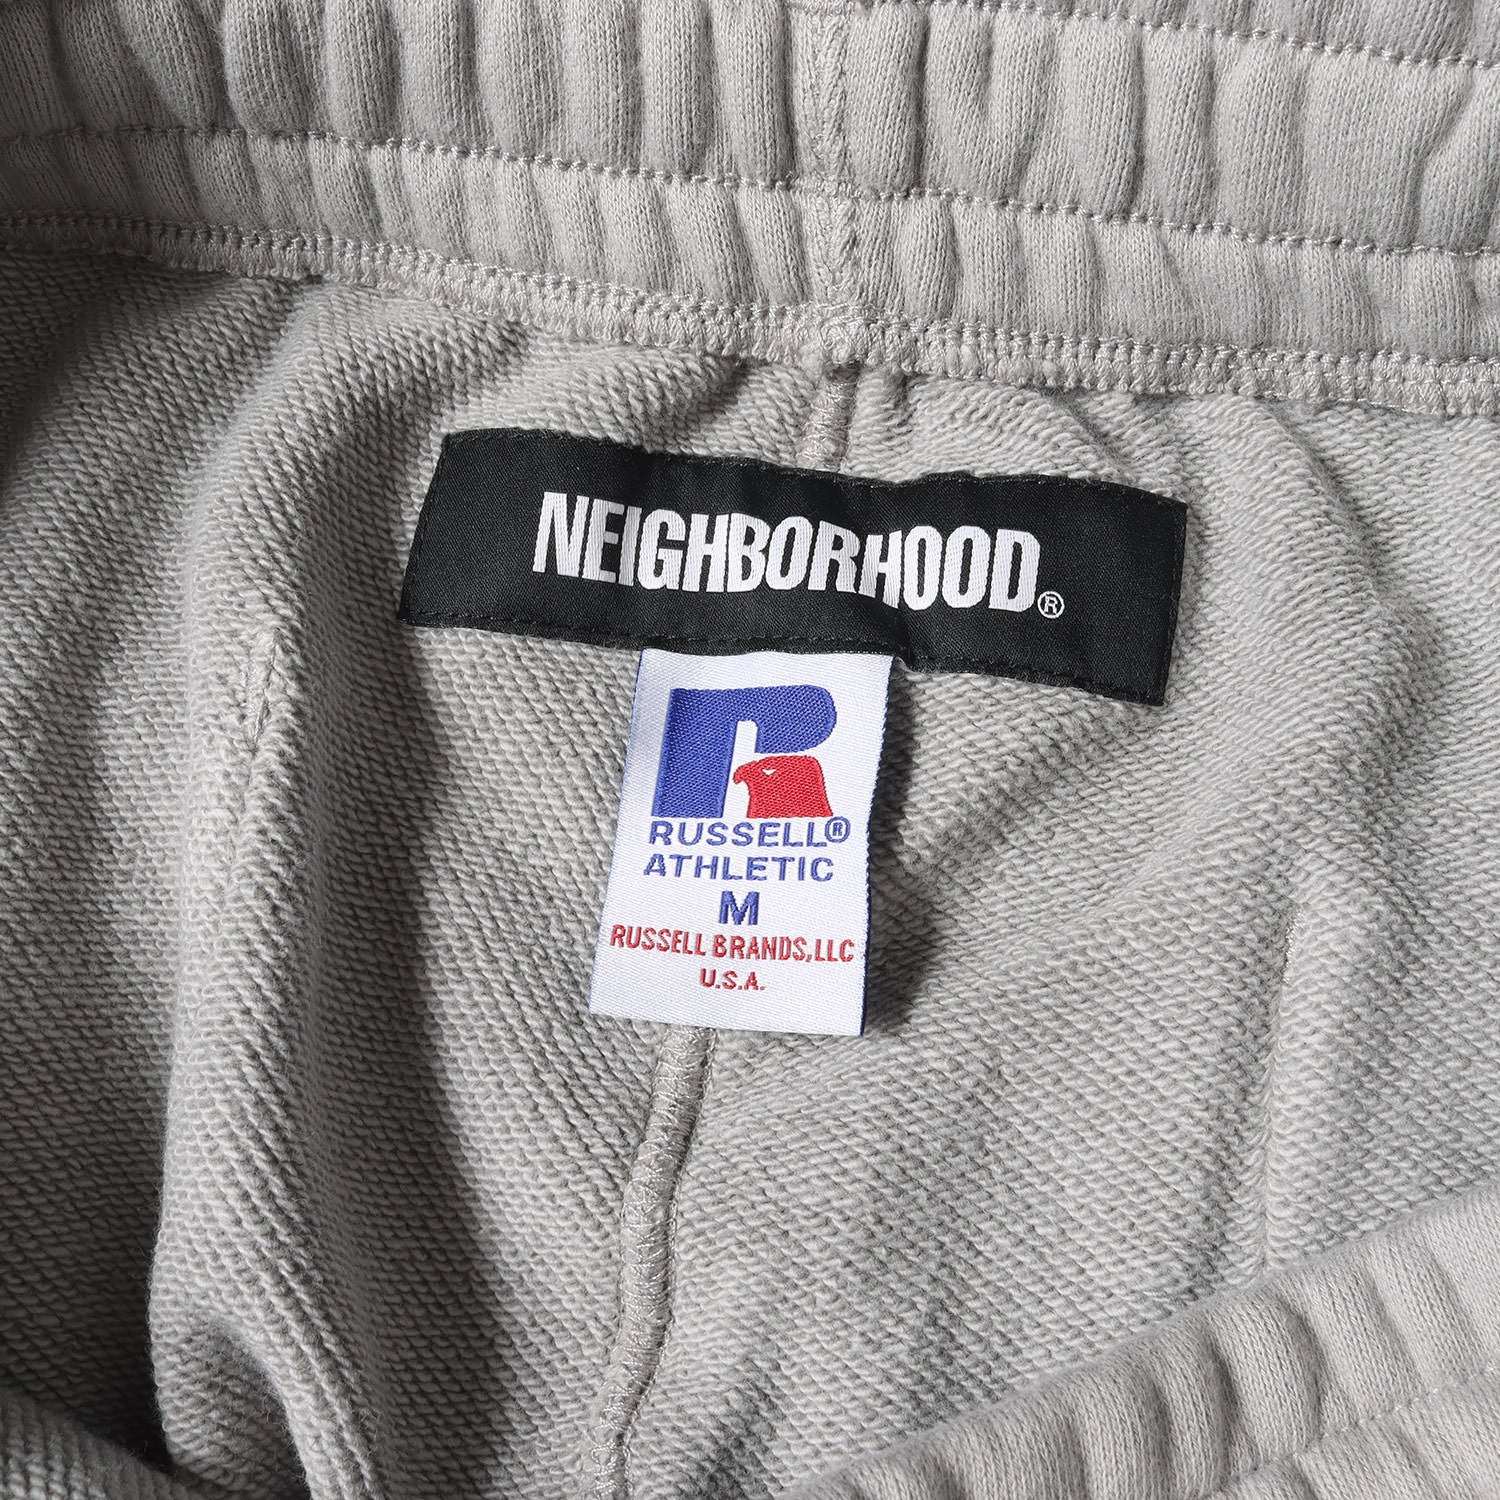 NEIGHBORHOOD®
RUSSELL®
ATHLETIC
M
RUSSELL BRANDS, LLC
U.S.A.